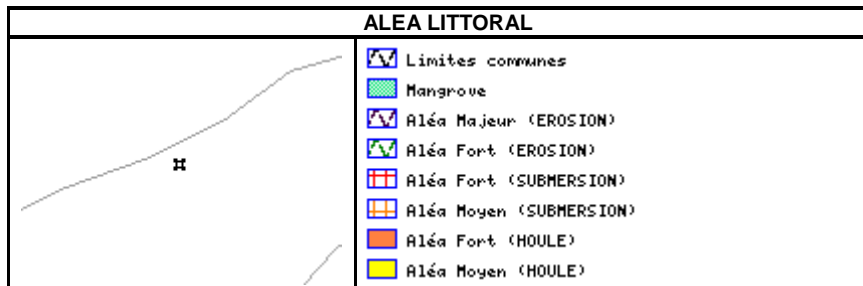 ALEA LITTORAL
Limites communes
Mangrove
Aléa Majeur (EROSION)
Aléa Fort (EROSION)
Aléa Fort (SUBMERSION)
Aléa Moyen (SUBMERSION)
Aléa Fort (HOULE)
Aléa Moyen (HOULE)